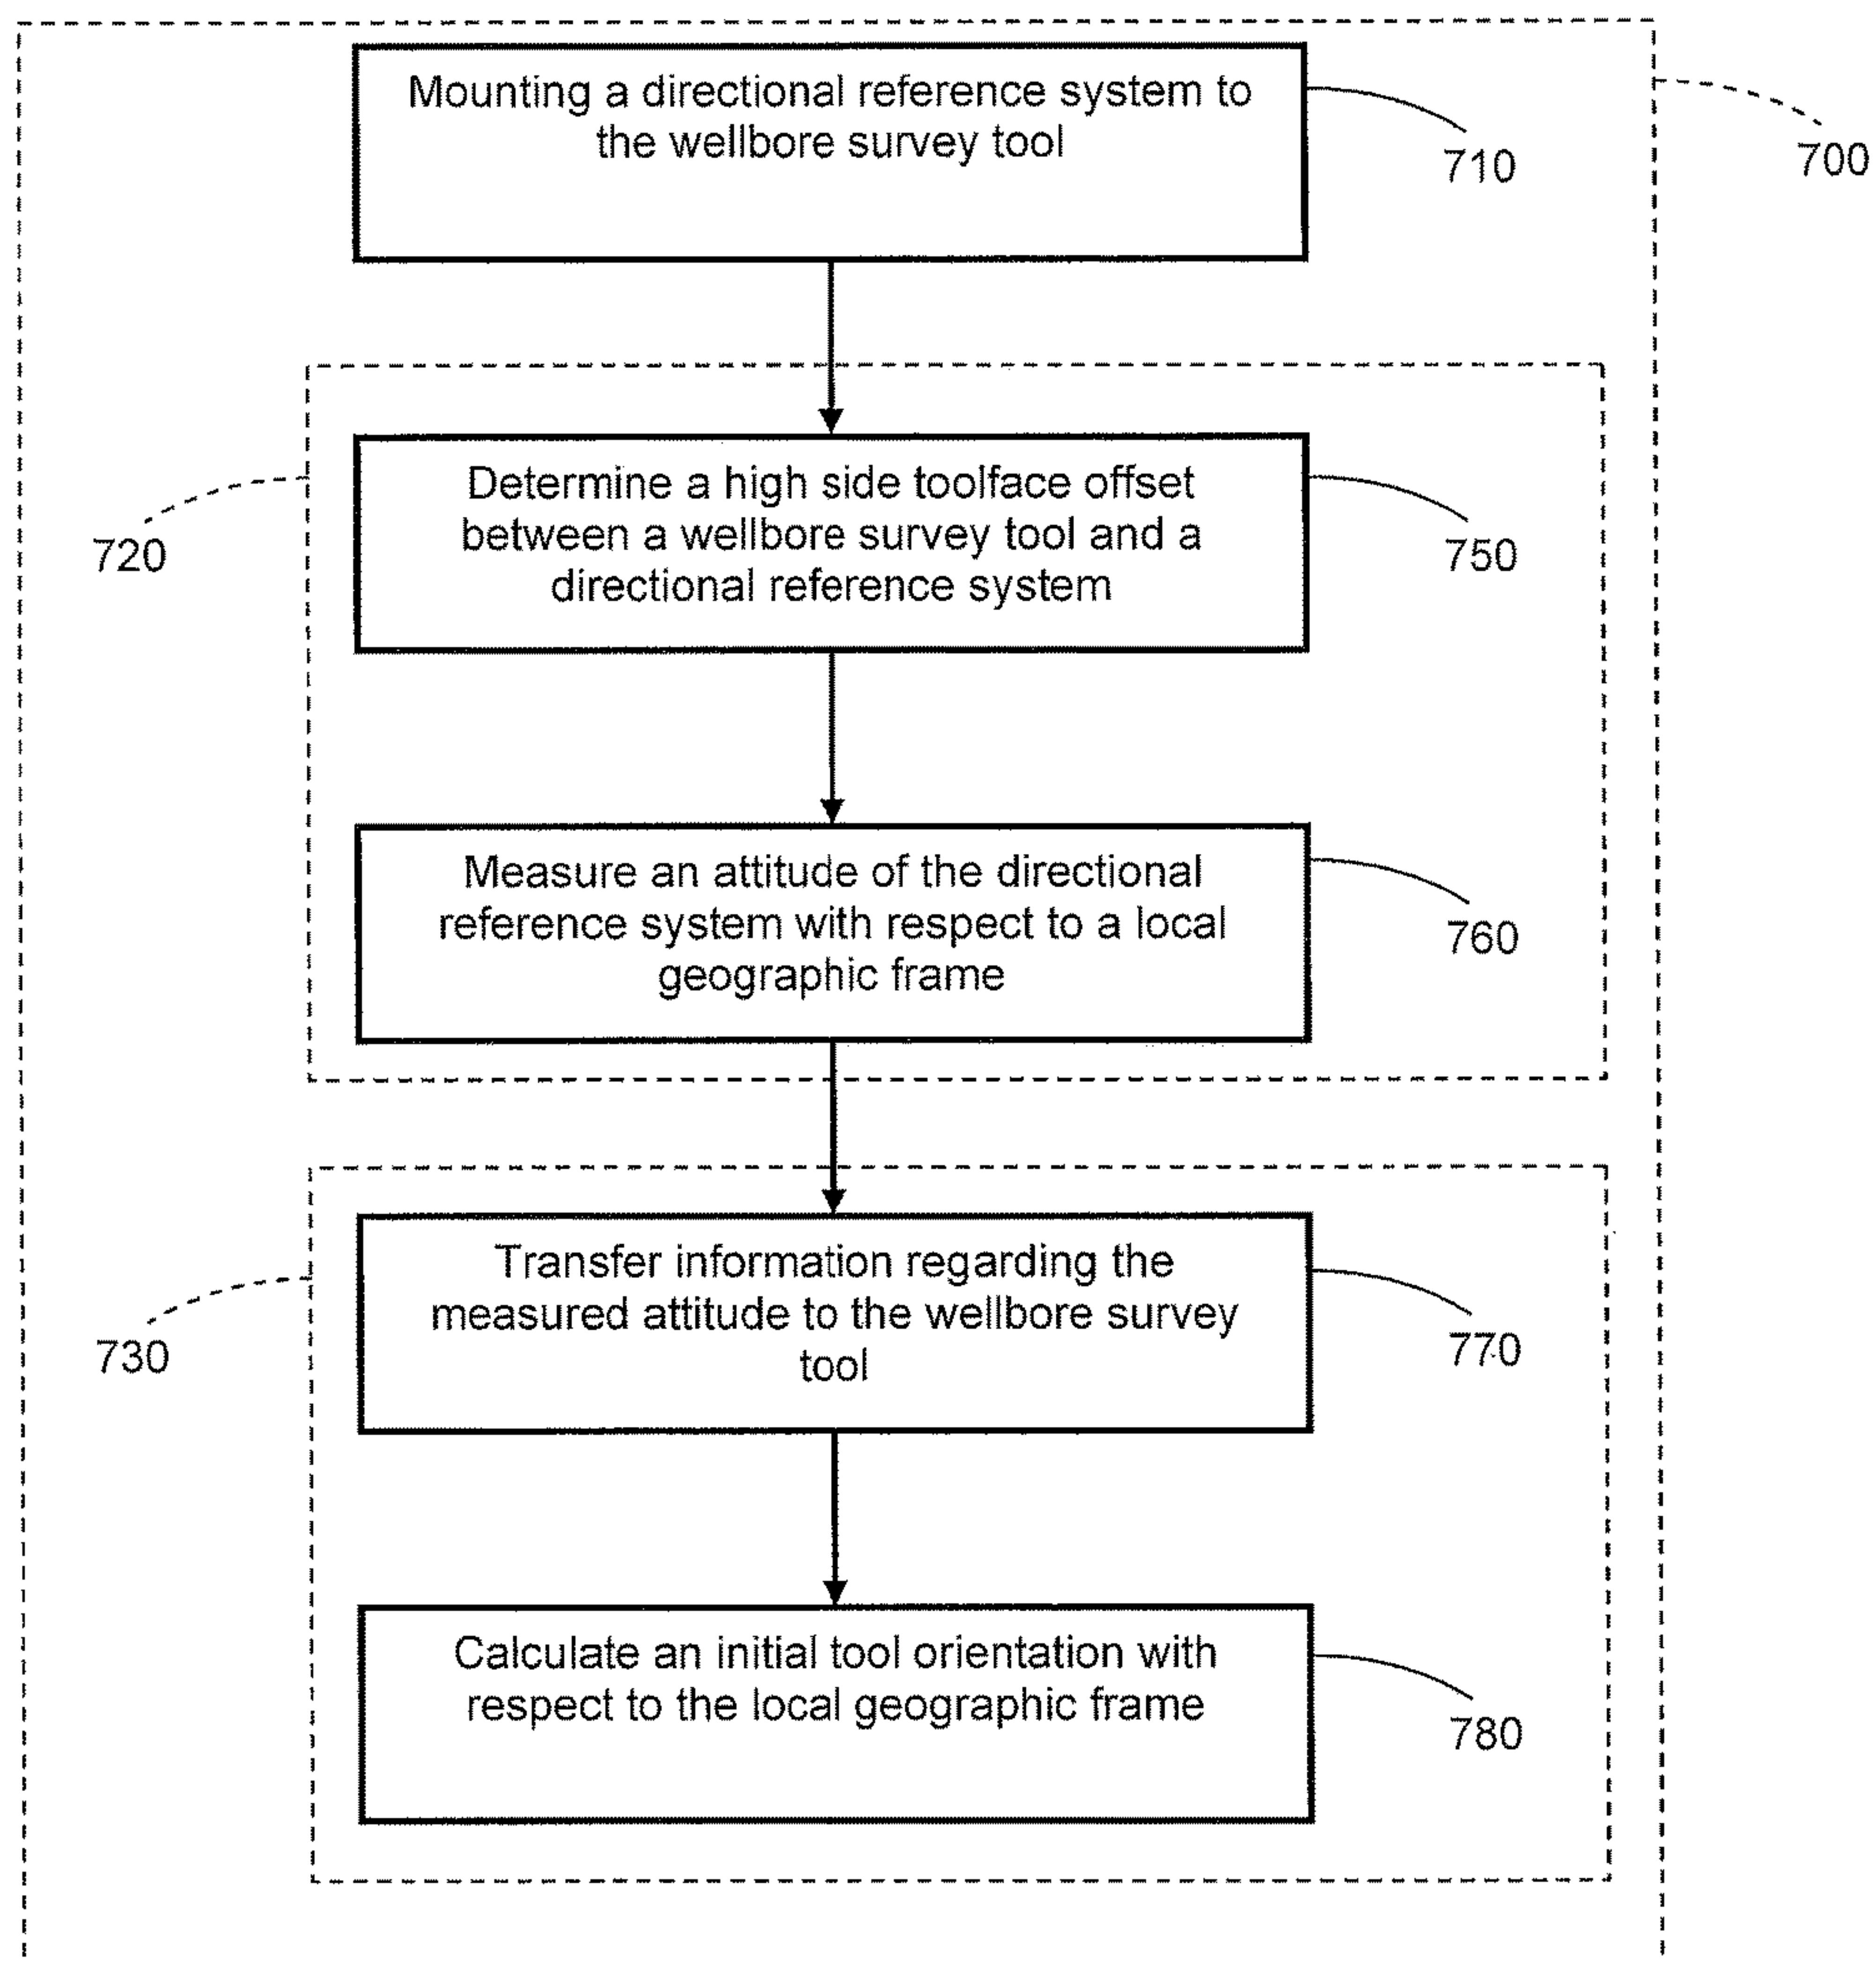 Mounting a directional reference system to
the wellbore survey tool
710
700
Determine a high side toolface offset
between a wellbore survey tool and a
directional reference system
720
750
Measure an attitude of the directional
reference system with respect to a local
geographic frame
760
Transfer information regarding the
measured attitude to the wellbore survey
tool
730
770
Calculate an initial tool orientation with
respect to the local geographic frame
780